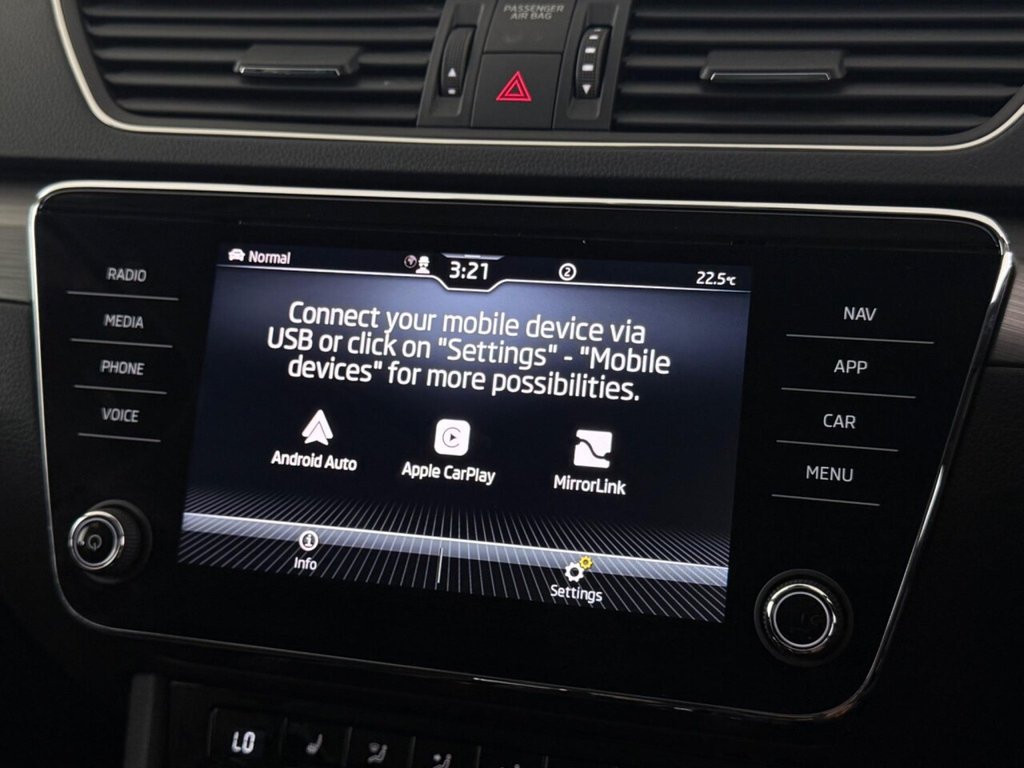 PASSENGER
AIR BAG
Normal
3:21
2
22.5°C
RADIO
MEDIA
PHONE
VOICE
Connect your mobile device via
USB or click on "Settings" - "Mobile
devices" for more possibilities.
Android Auto
Apple CarPlay
MirrorLink
Info
Settings
NAV
APP
CAR
MENU
LO